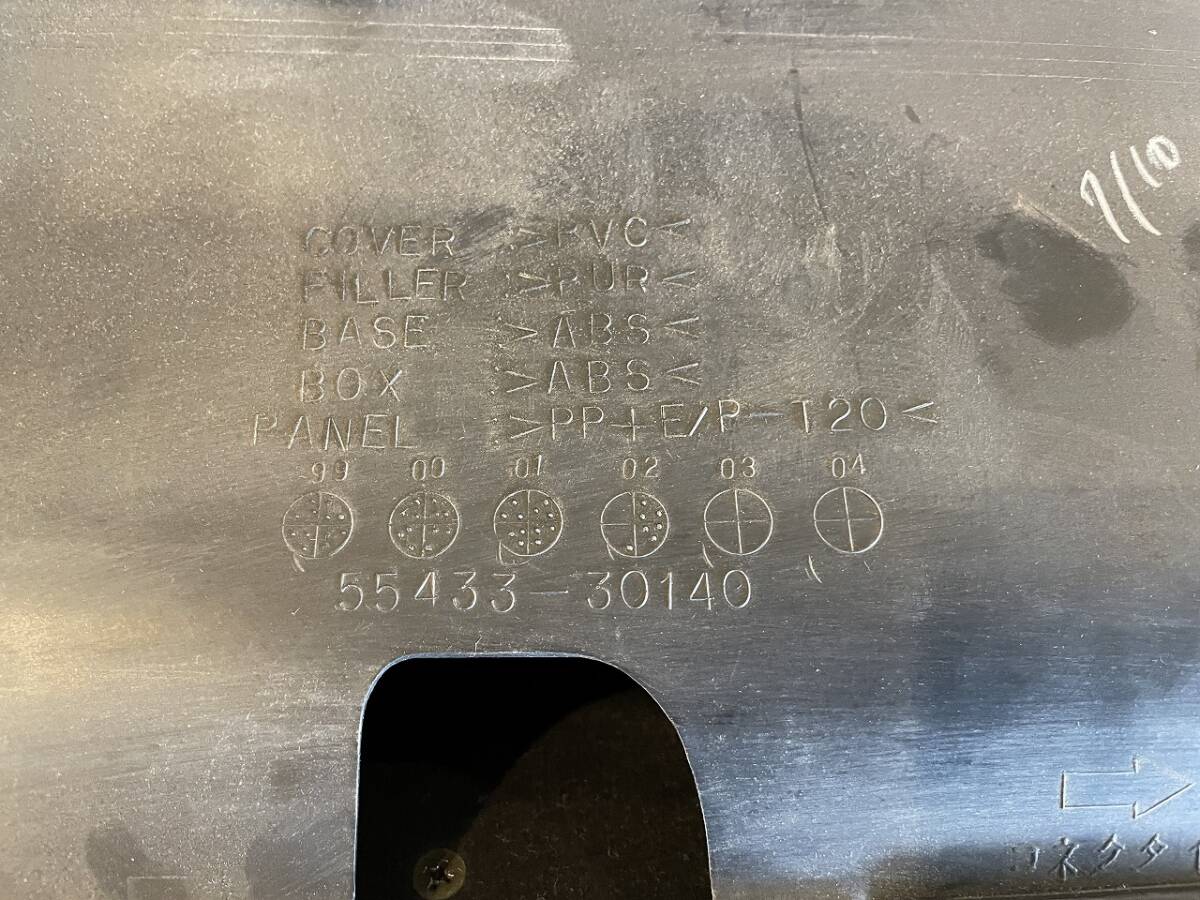 7/10
COVER >PVC<
FILLER >PUR<
BASE >ABS<
BOX >ABS<
PANEL >PP+E/P-T20<
99 00 01 02 03 04
55433-30140
コネクタ